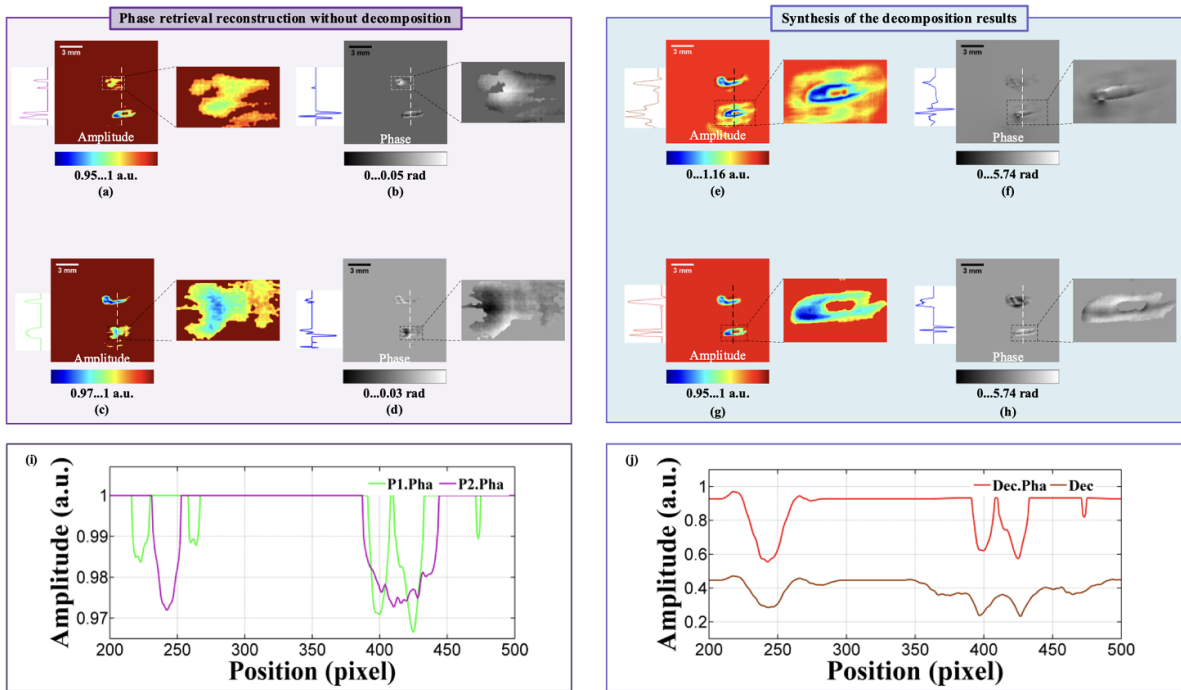 Phase retrieval reconstruction without decomposition
Synthesis of the decomposition results
3 mm
Amplitude
0.95...1 a.u.
(a)
3 mm
Phase
0...0.05 rad
(b)
3 mm
Amplitude
0...1.16 a.u.
(e)
3 mm
Phase
0...5.74 rad
(f)
3 mm
Amplitude
0.97...1 a.u.
(c)
3 mm
Phase
0...0.03 rad
(d)
3 mm
Amplitude
0.95...1 a.u.
(g)
3 mm
Phase
0...5.74 rad
(h)
(i)
Amplitude (a.u.)
P1.Pha P2.Pha
1
0.99
0.98
0.97
200 250 300 350 400 450 500
Position (pixel)
(j)
Amplitude (a.u.)
Dec.Pha Dec
1
0.8
0.6
0.4
0.2
200 250 300 350 400 450 500
Position (pixel)